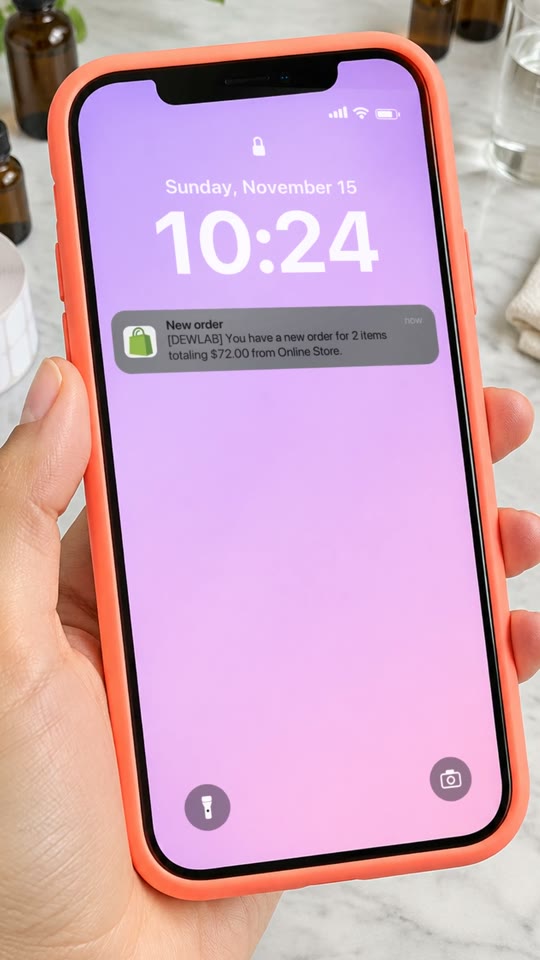 Sunday, November 15
10:24
New order
now
[DEWLAB] You have a new order for 2 items
totaling $72.00 from Online Store.